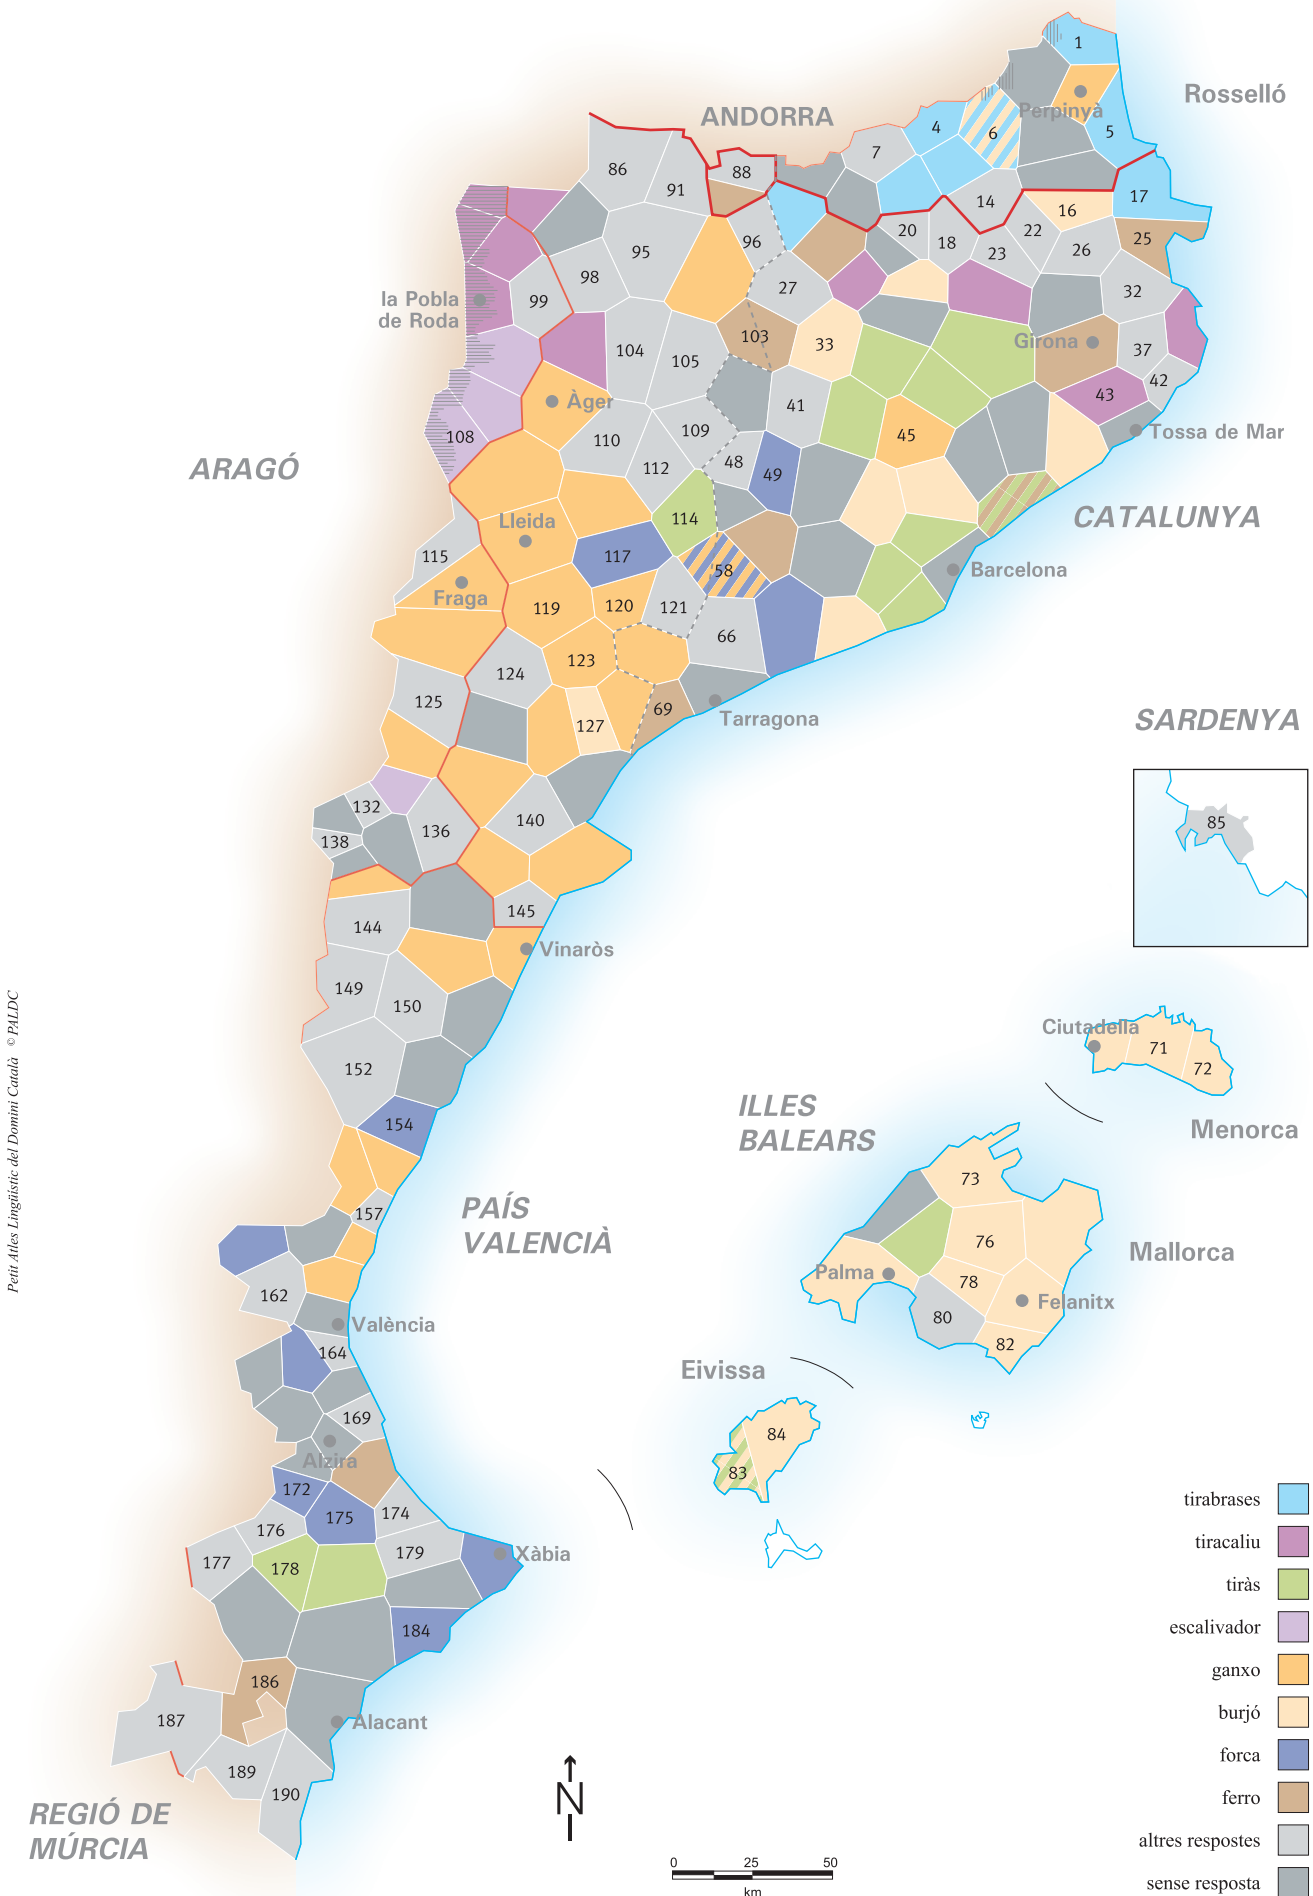 1
Rosselló
Perpinyà
ANDORRA
4
6
5
7
86
88
91
14
17
16
20
18
22
23
26
25
96
95
98
27
la Pobla
de Roda
99
32
103
33
Girona
104
105
37
42
43
Àger
41
Tossa de Mar
108
110
109
45
ARAGÓ
112
48
49
CATALUNYA
Lleida
114
115
117
58
Barcelona
Fraga
119
120
121
66
123
124
125
127
69
Tarragona
SARDENYA
132
136
140
138
85
145
144
Vinaròs
149
150
Petit Atles Lingüístic del Domini Català © PALDC
152
Ciutadella
71
72
154
ILLES
BALEARS
Menorca
73
157
PAÍS
VALENCIÀ
76
Mallorca
Palma
78
Felanitx
162
80
València
82
164
Eivissa
169
84
Alzira
83
172
174
175
176
177
178
179
Xàbia
184
186
187
Alacant
189
190
REGIÓ DE
MÚRCIA
N
0 25 50
km
tirabrases
tiracaliu
tiràs
escalivador
ganxo
burjó
forca
ferro
altres respostes
sense resposta